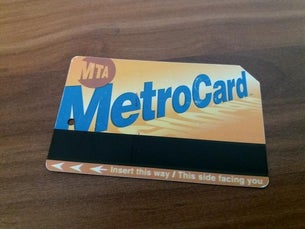 MTA
MetroCard
Insert this way / This side facing you